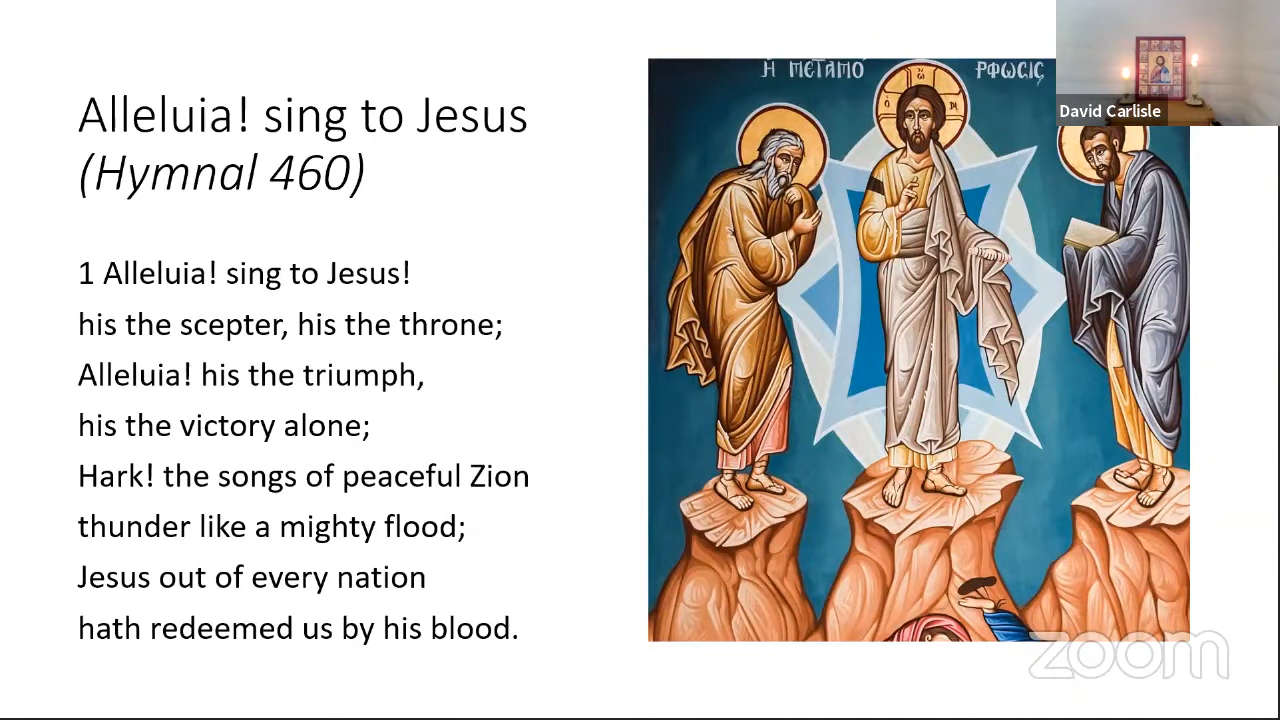 Alleluia! sing to Jesus
(Hymnal 460)
1 Alleluia! sing to Jesus!
his the scepter, his the throne;
Alleluia! his the triumph,
his the victory alone;
Hark! the songs of peaceful Zion
thunder like a mighty flood;
Jesus out of every nation
hath redeemed us by his blood.
Ἡ ΜΕΤΑΜΟ ΡΦΩCΙC
David Carlisle
zoom